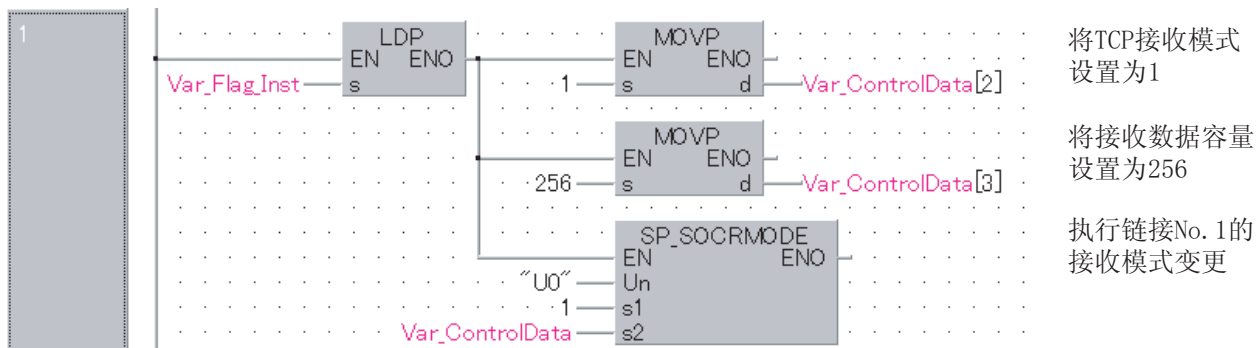 1
LDP
EN ENO
Var_Flag_Inst s
MOVP
EN ENO
1 s d Var_ControlData[2]
将TCP接收模式
设置为1
MOVP
EN ENO
256 s d Var_ControlData[3]
将接收数据容量
设置为256
SP_SOCRMODE
EN ENO
"U0" Un
1 s1
Var_ControlData s2
执行链接No.1的
接收模式变更